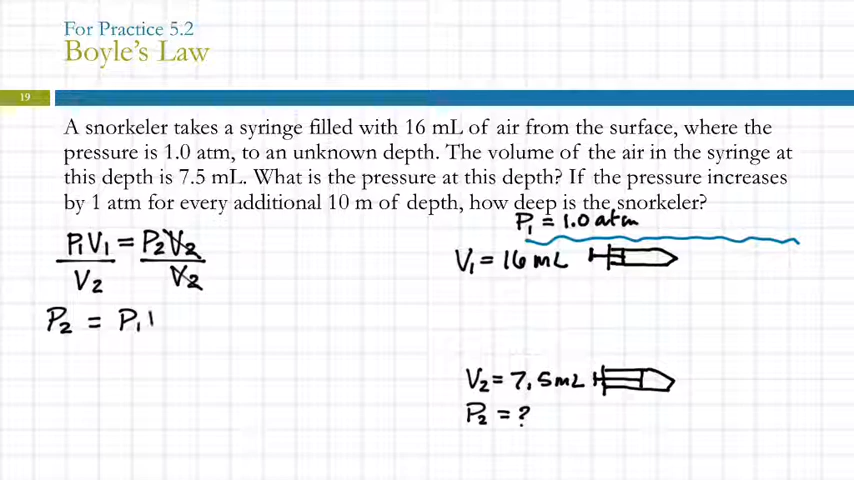 For Practice 5.2
Boyle's Law
19
A snorkeler takes a syringe filled with 16 mL of air from the surface, where the
pressure is 1.0 atm, to an unknown depth. The volume of the air in the syringe at
this depth is 7.5 mL. What is the pressure at this depth? If the pressure increases
by 1 atm for every additional 10 m of depth, how deep is the snorkeler?
P₁ = 1.0 atm
P₁V₁ = P₂V₂
V₂ V₂
V₁ = 16 mL
P₂ = P₁
V₂ = 7.5 mL
P₂ = ?